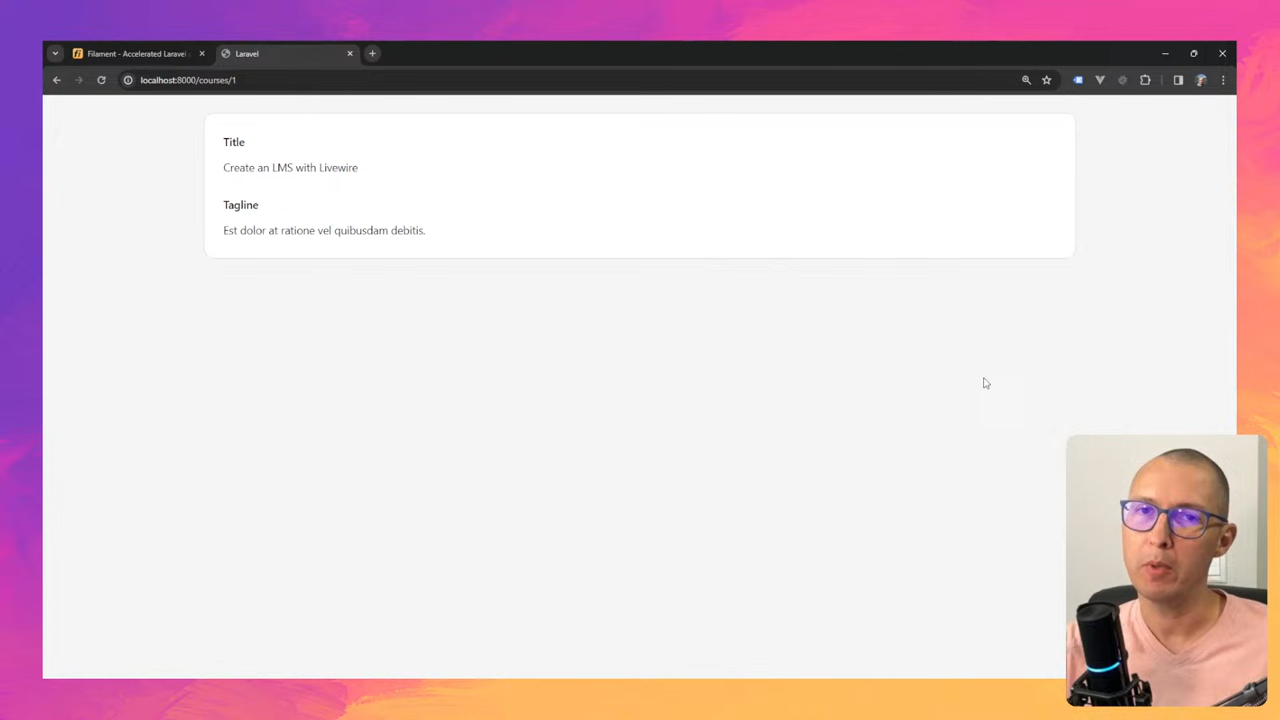 Filament - Accelerated Laravel
Laravel
localhost:8000/courses/1
Title
Create an LMS with Livewire
Tagline
Est dolor at ratione vel quibusdam debitis.